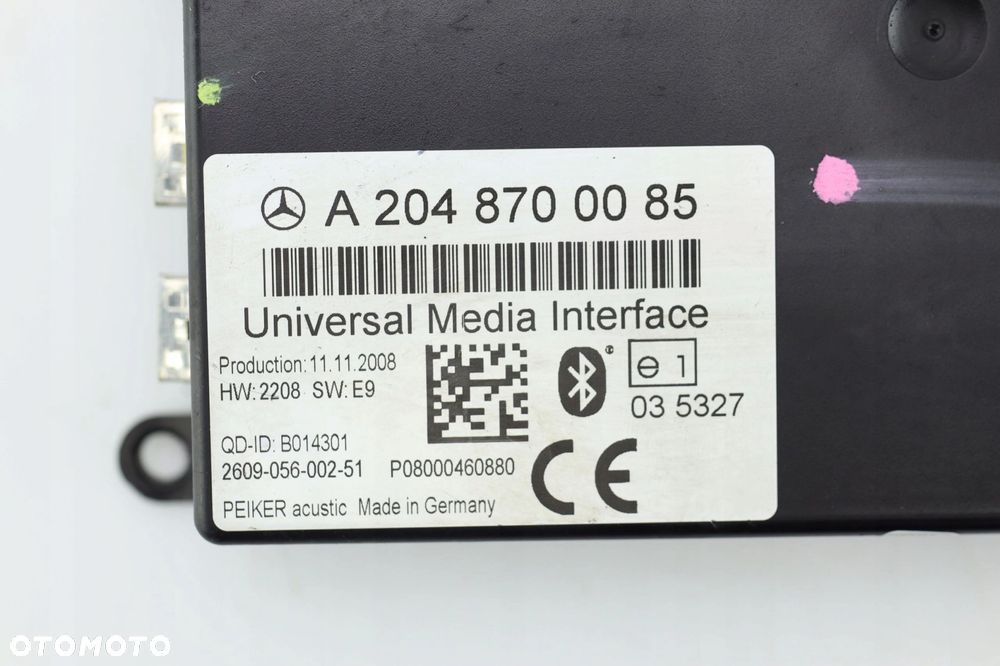 A 204 870 00 85
Universal Media Interface
Production: 11.11.2008
HW: 2208 SW: E9
e 1
03 5327
QD-ID: B014301
2609-056-002-51 P08000460880
CE
PEIKER acustic Made in Germany
OTOMOTO